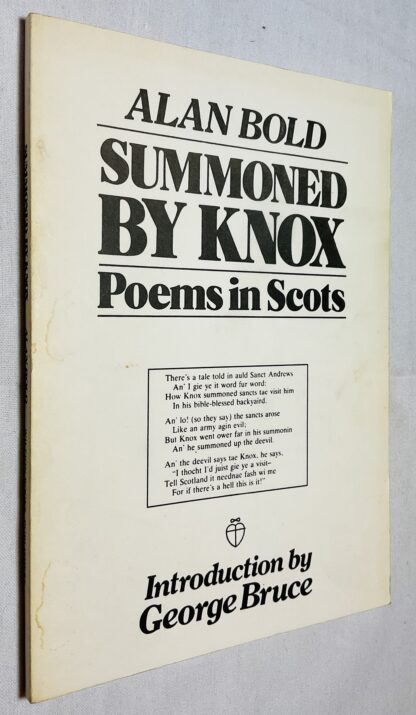 ALAN BOLD
SUMMONED
BY KNOX
Poems in Scots
There's a tale told in auld Sanct Andrews
An' I gie ye it word fur word:
How Knox summoned sancts tae visit him
In his bible-blessed backyaird.
An' lo! (so they say) the sancts arose
Like an army agin evil;
But Knox went ower far in his summonin
An' he summoned up the deevil.
An' the deevil says tae Knox, he says,
"I thocht I'd juist gie ye a visit–
Tell Scotland it neednae fash wi me
For if there's a hell this is it!"
Introduction by
George Bruce